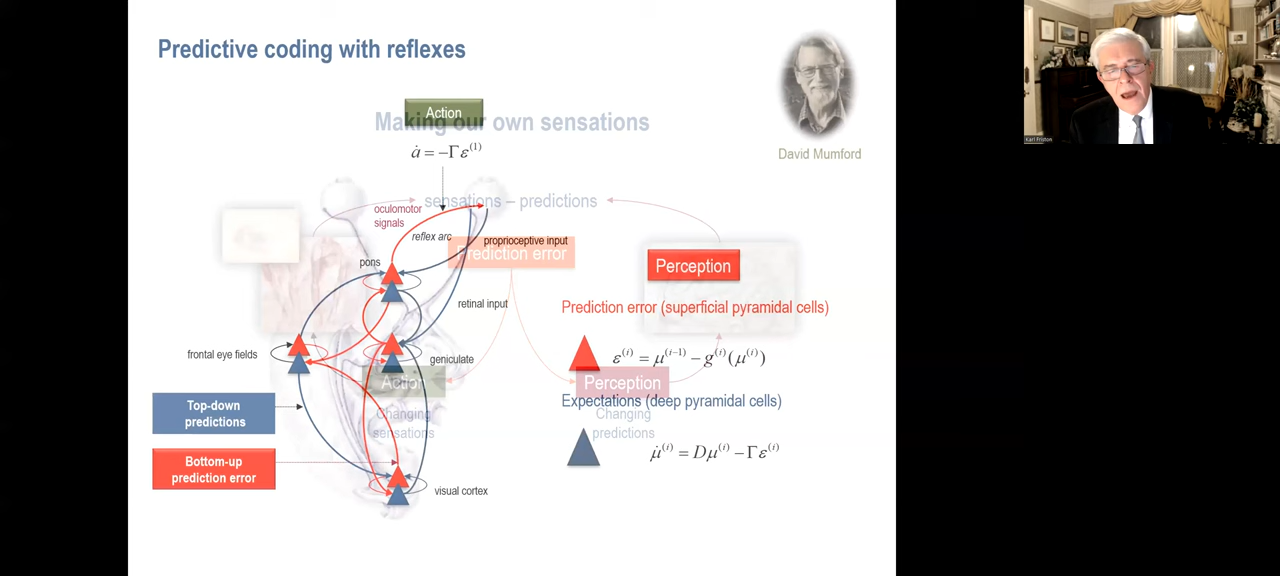 Predictive coding with reflexes
Karl Friston
Action
Making our own sensations
ȧ = −Γε⁽¹⁾
David Mumford
sensations – predictions
oculomotor
signals
reflex arc
proprioceptive input
Prediction error
pons
Perception
retinal input
Prediction error (superficial pyramidal cells)
frontal eye fields
geniculate
ε⁽ⁱ⁾ = μ⁽ⁱ⁻¹⁾ − g⁽ⁱ⁾(μ⁽ⁱ⁾)
Action
Perception
Expectations (deep pyramidal cells)
Changing
sensations
Changing
predictions
Top-down
predictions
μ̇⁽ⁱ⁾ = Dμ⁽ⁱ⁾ − Γε⁽ⁱ⁾
Bottom-up
prediction error
visual cortex